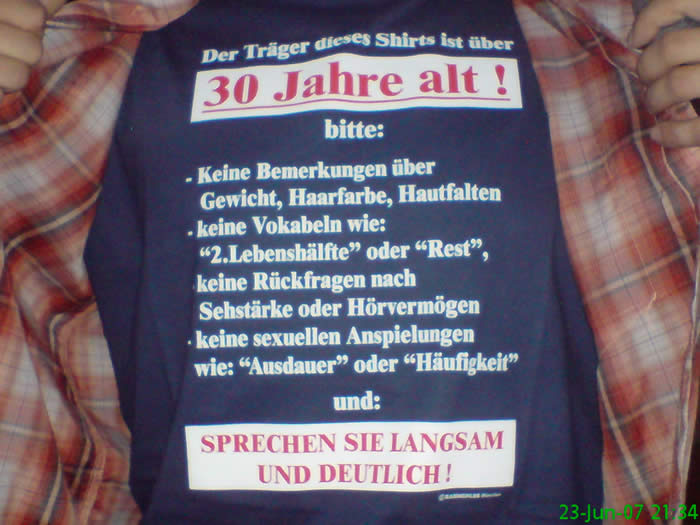 Der Träger dieses Shirts ist über
30 Jahre alt !
bitte:
- Keine Bemerkungen über
Gewicht, Haarfarbe, Hautfalten
- keine Vokabeln wie:
“2.Lebenshälfte” oder “Rest”,
- keine Rückfragen nach
Sehstärke oder Hörvermögen
- keine sexuellen Anspielungen
wie: “Ausdauer” oder “Häufigkeit”
und:
SPRECHEN SIE LANGSAM
UND DEUTLICH !
23-Jun-07 21:34